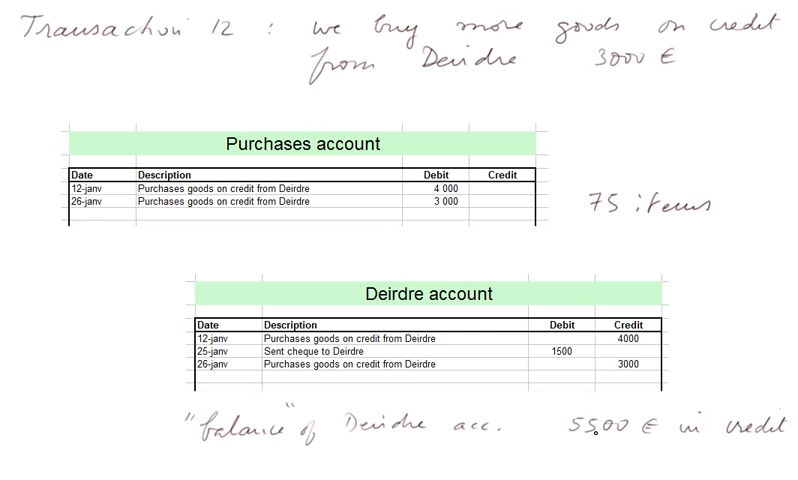 Transaction 12 : we buy more goods on credit
from Deirdre 3000 €
Purchases account
Date Description Debit Credit
12-janv Purchases goods on credit from Deirdre 4 000
26-janv Purchases goods on credit from Deirdre 3 000
75 items
Deirdre account
Date Description Debit Credit
12-janv Purchases goods on credit from Deirdre 4000
25-janv Sent cheque to Deirdre 1500
26-janv Purchases goods on credit from Deirdre 3000
"balance" of Deirdre acc. 5500 € in credit